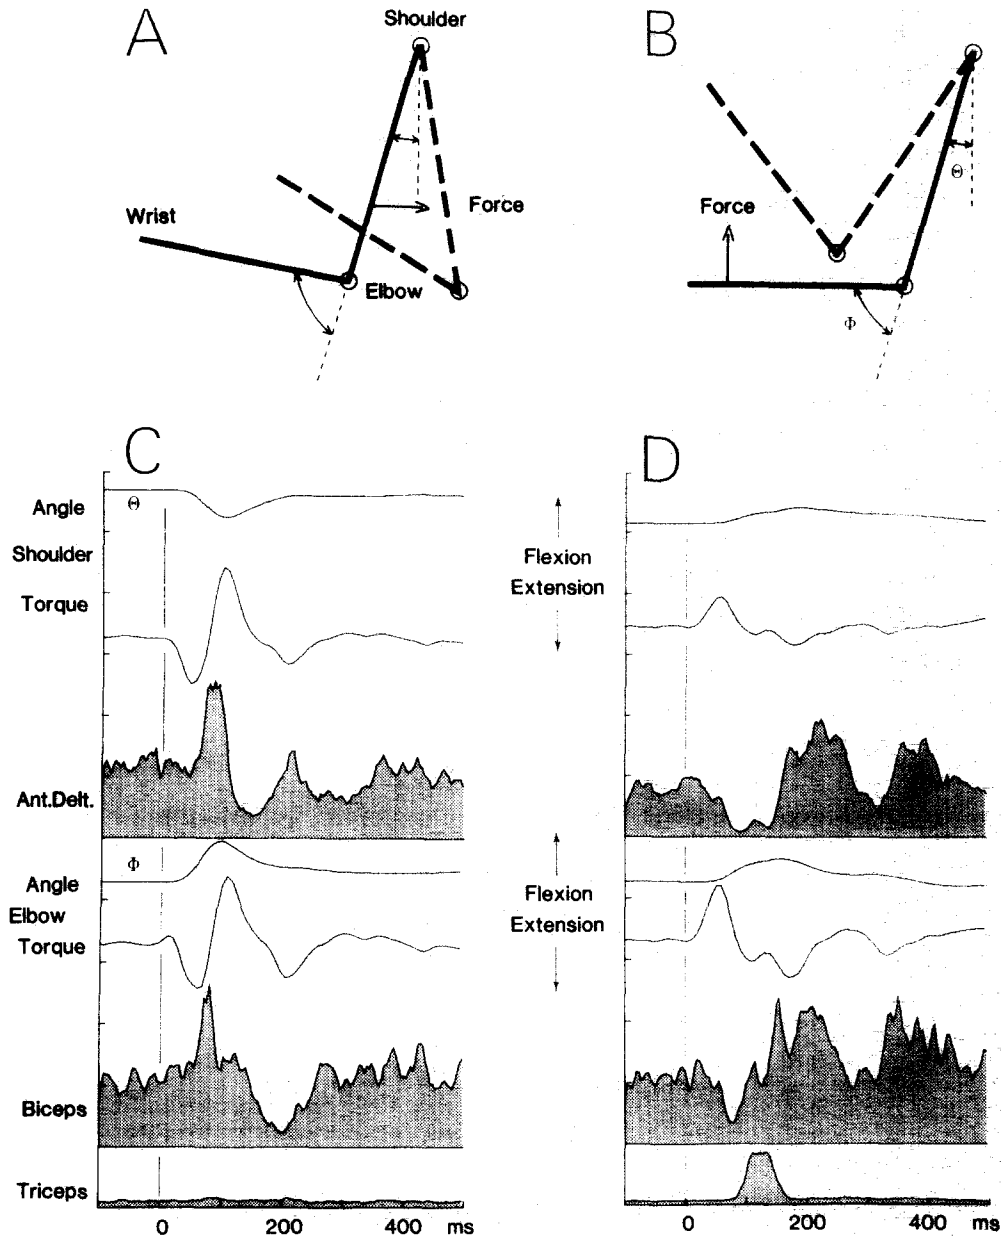 A
Shoulder
Force
Wrist
Elbow
B
Force
Θ
Φ
C
Angle
Θ
Shoulder
Torque
Ant.Delt.
Angle
Φ
Elbow
Torque
Biceps
Triceps
0 200 400 ms
Flexion
Extension
Flexion
Extension
D
0 200 400 ms